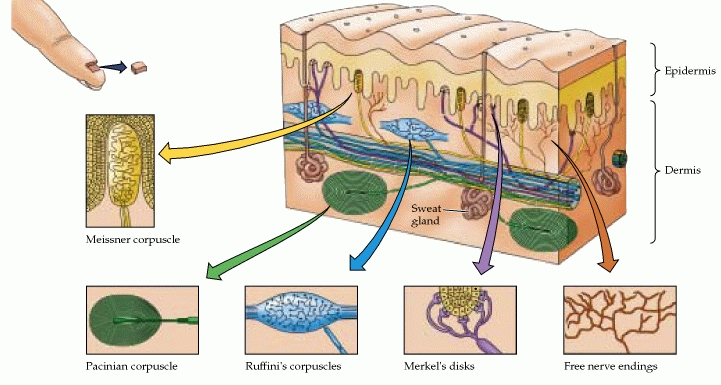 Epidermis
Dermis
Sweat
gland
Meissner corpuscle
Pacinian corpuscle
Ruffini's corpuscles
Merkel's disks
Free nerve endings